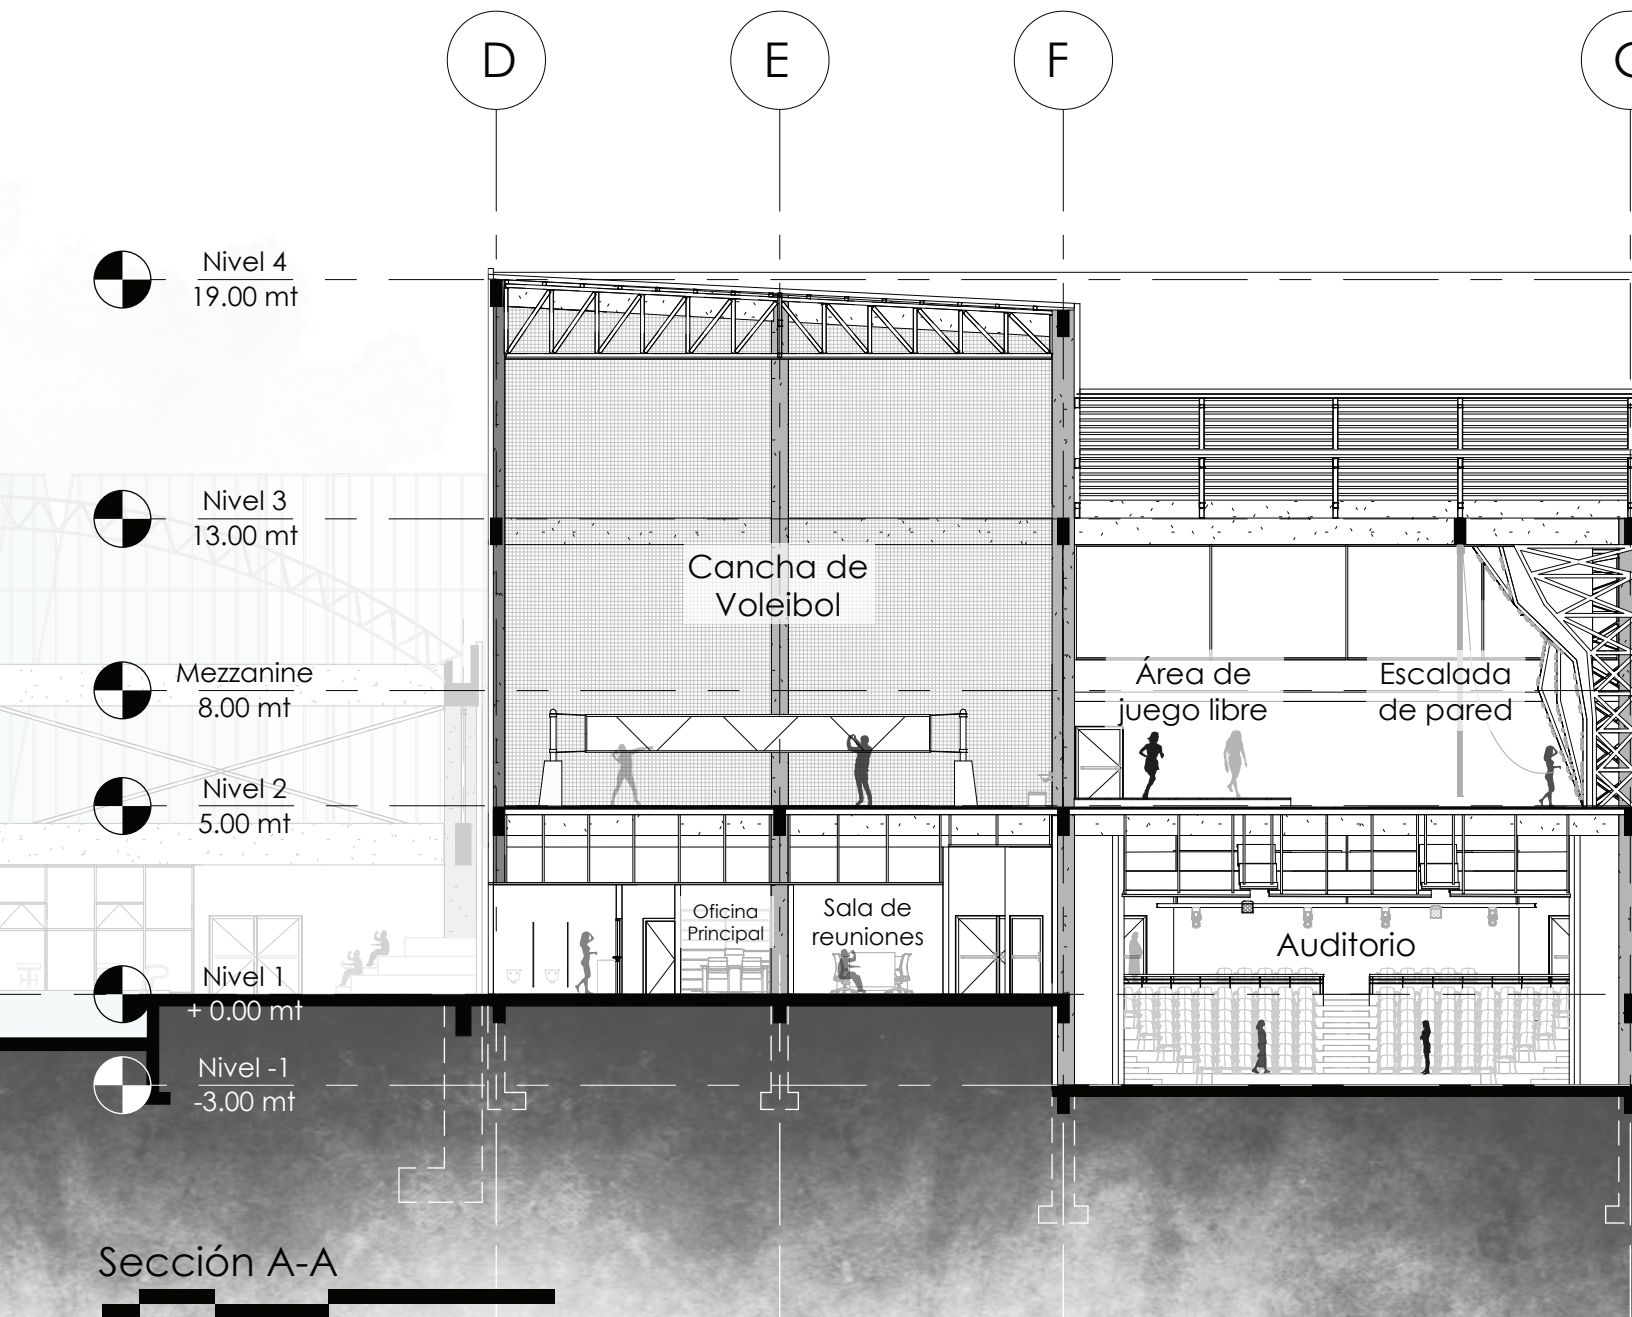 D
E
F
Nivel 4
19.00 mt
Nivel 3
13.00 mt
Cancha de
Voleibol
Mezzanine
8.00 mt
Área de
juego libre
Escalada
de pared
Nivel 2
5.00 mt
Oficina
Principal
Sala de
reuniones
Auditorio
Nivel 1
+ 0.00 mt
Nivel -1
-3.00 mt
Sección A-A